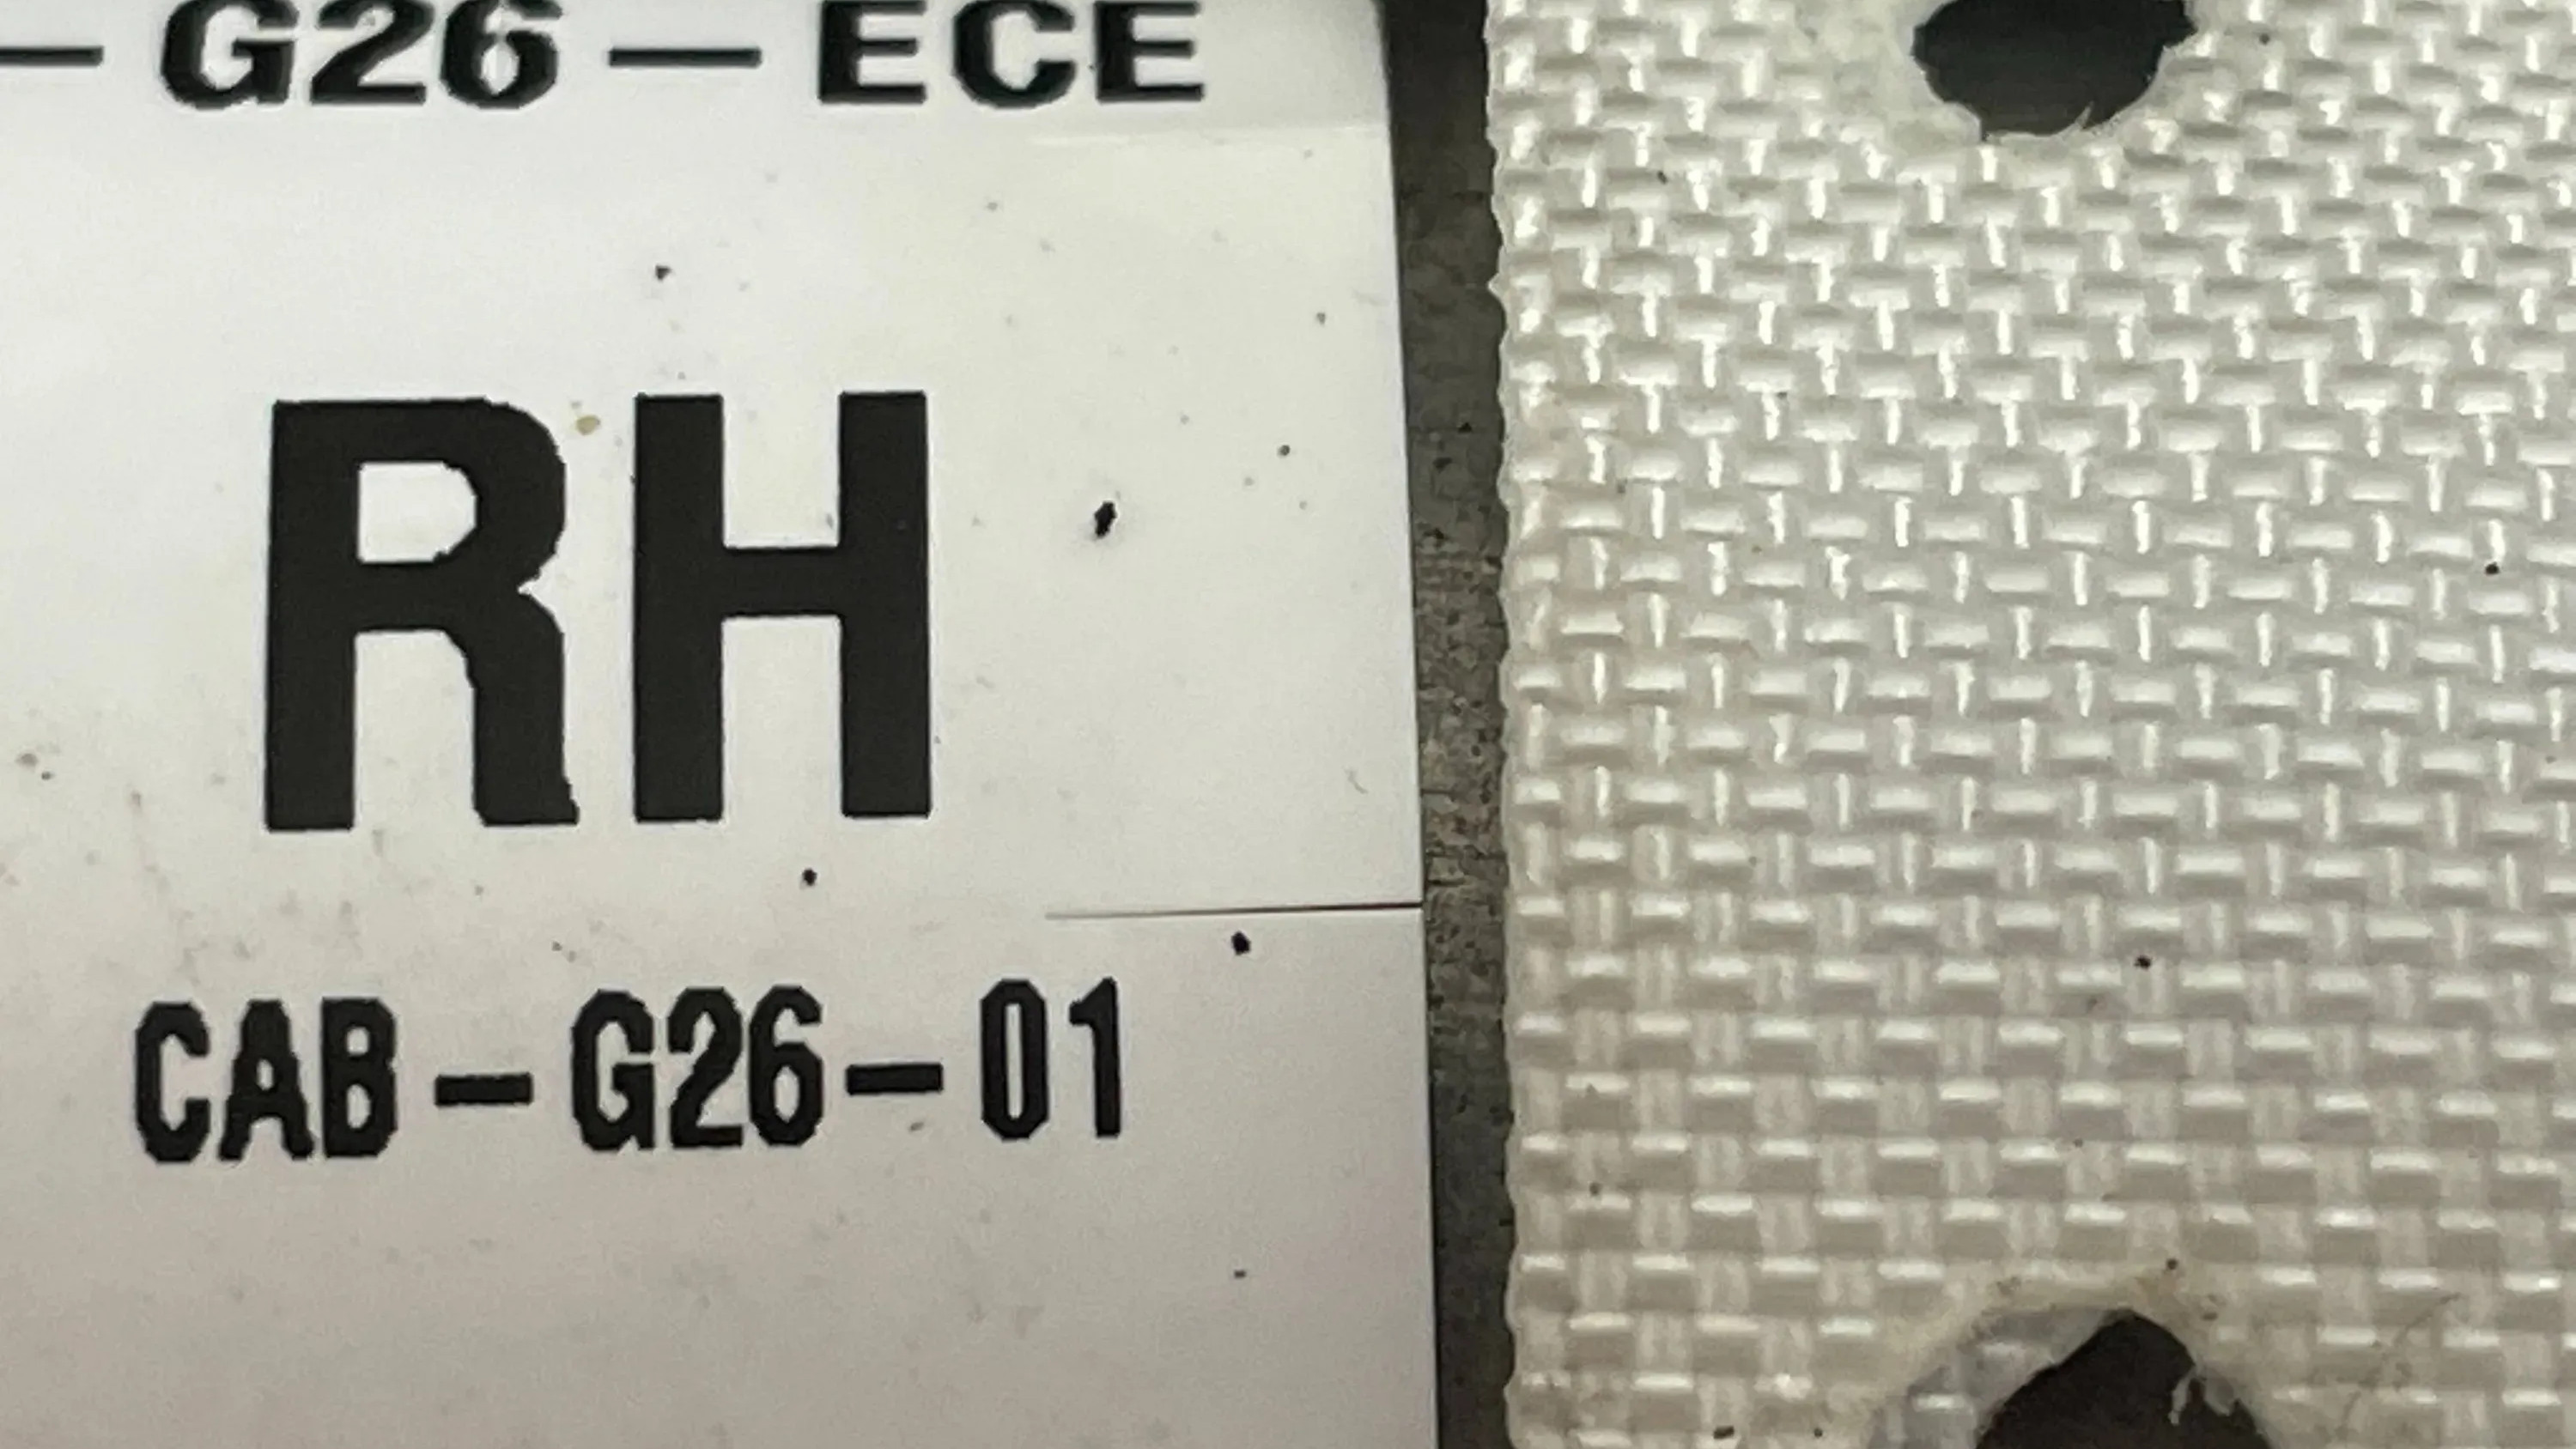 — G26 — ECE
RH
CAB-G26-01